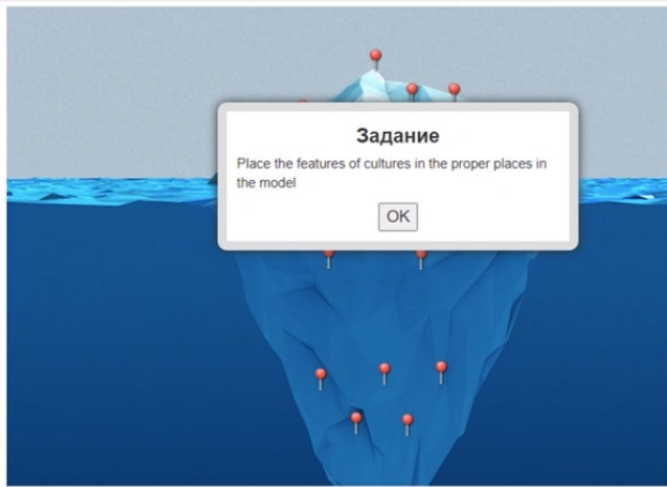 Задание
Place the features of cultures in the proper places in
the model
OK